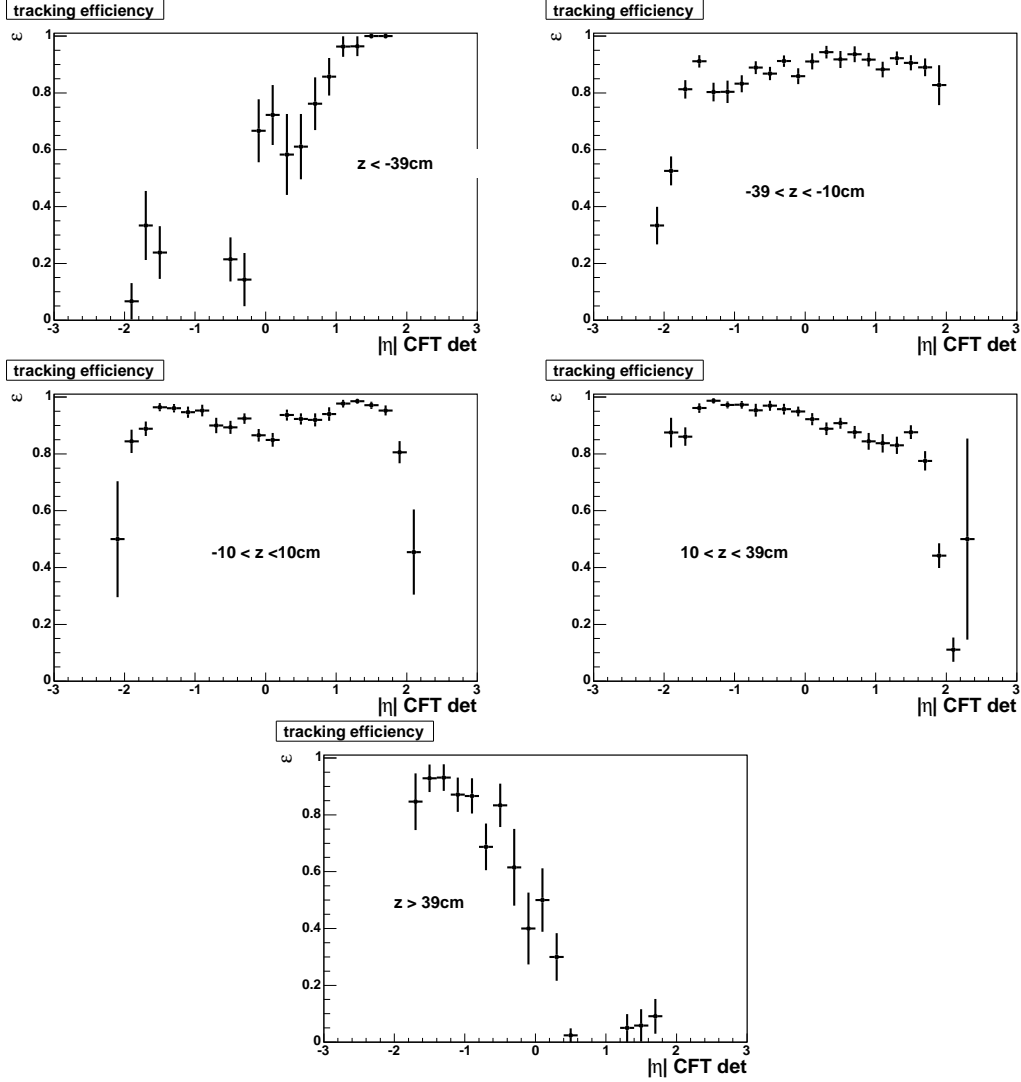 tracking efficiency
ε
1
0.8
0.6
0.4
0.2
0
z < -39cm
-3 -2 -1 0 1 2 3
|η| CFT det
tracking efficiency
ε
1
0.8
0.6
0.4
0.2
0
-39 < z < -10cm
-3 -2 -1 0 1 2 3
|η| CFT det
tracking efficiency
ε
1
0.8
0.6
0.4
0.2
0
-10 < z <10cm
-3 -2 -1 0 1 2 3
|η| CFT det
tracking efficiency
ε
1
0.8
0.6
0.4
0.2
0
10 < z < 39cm
-3 -2 -1 0 1 2 3
|η| CFT det
tracking efficiency
ε
1
0.8
0.6
0.4
0.2
0
z > 39cm
-3 -2 -1 0 1 2 3
|η| CFT det